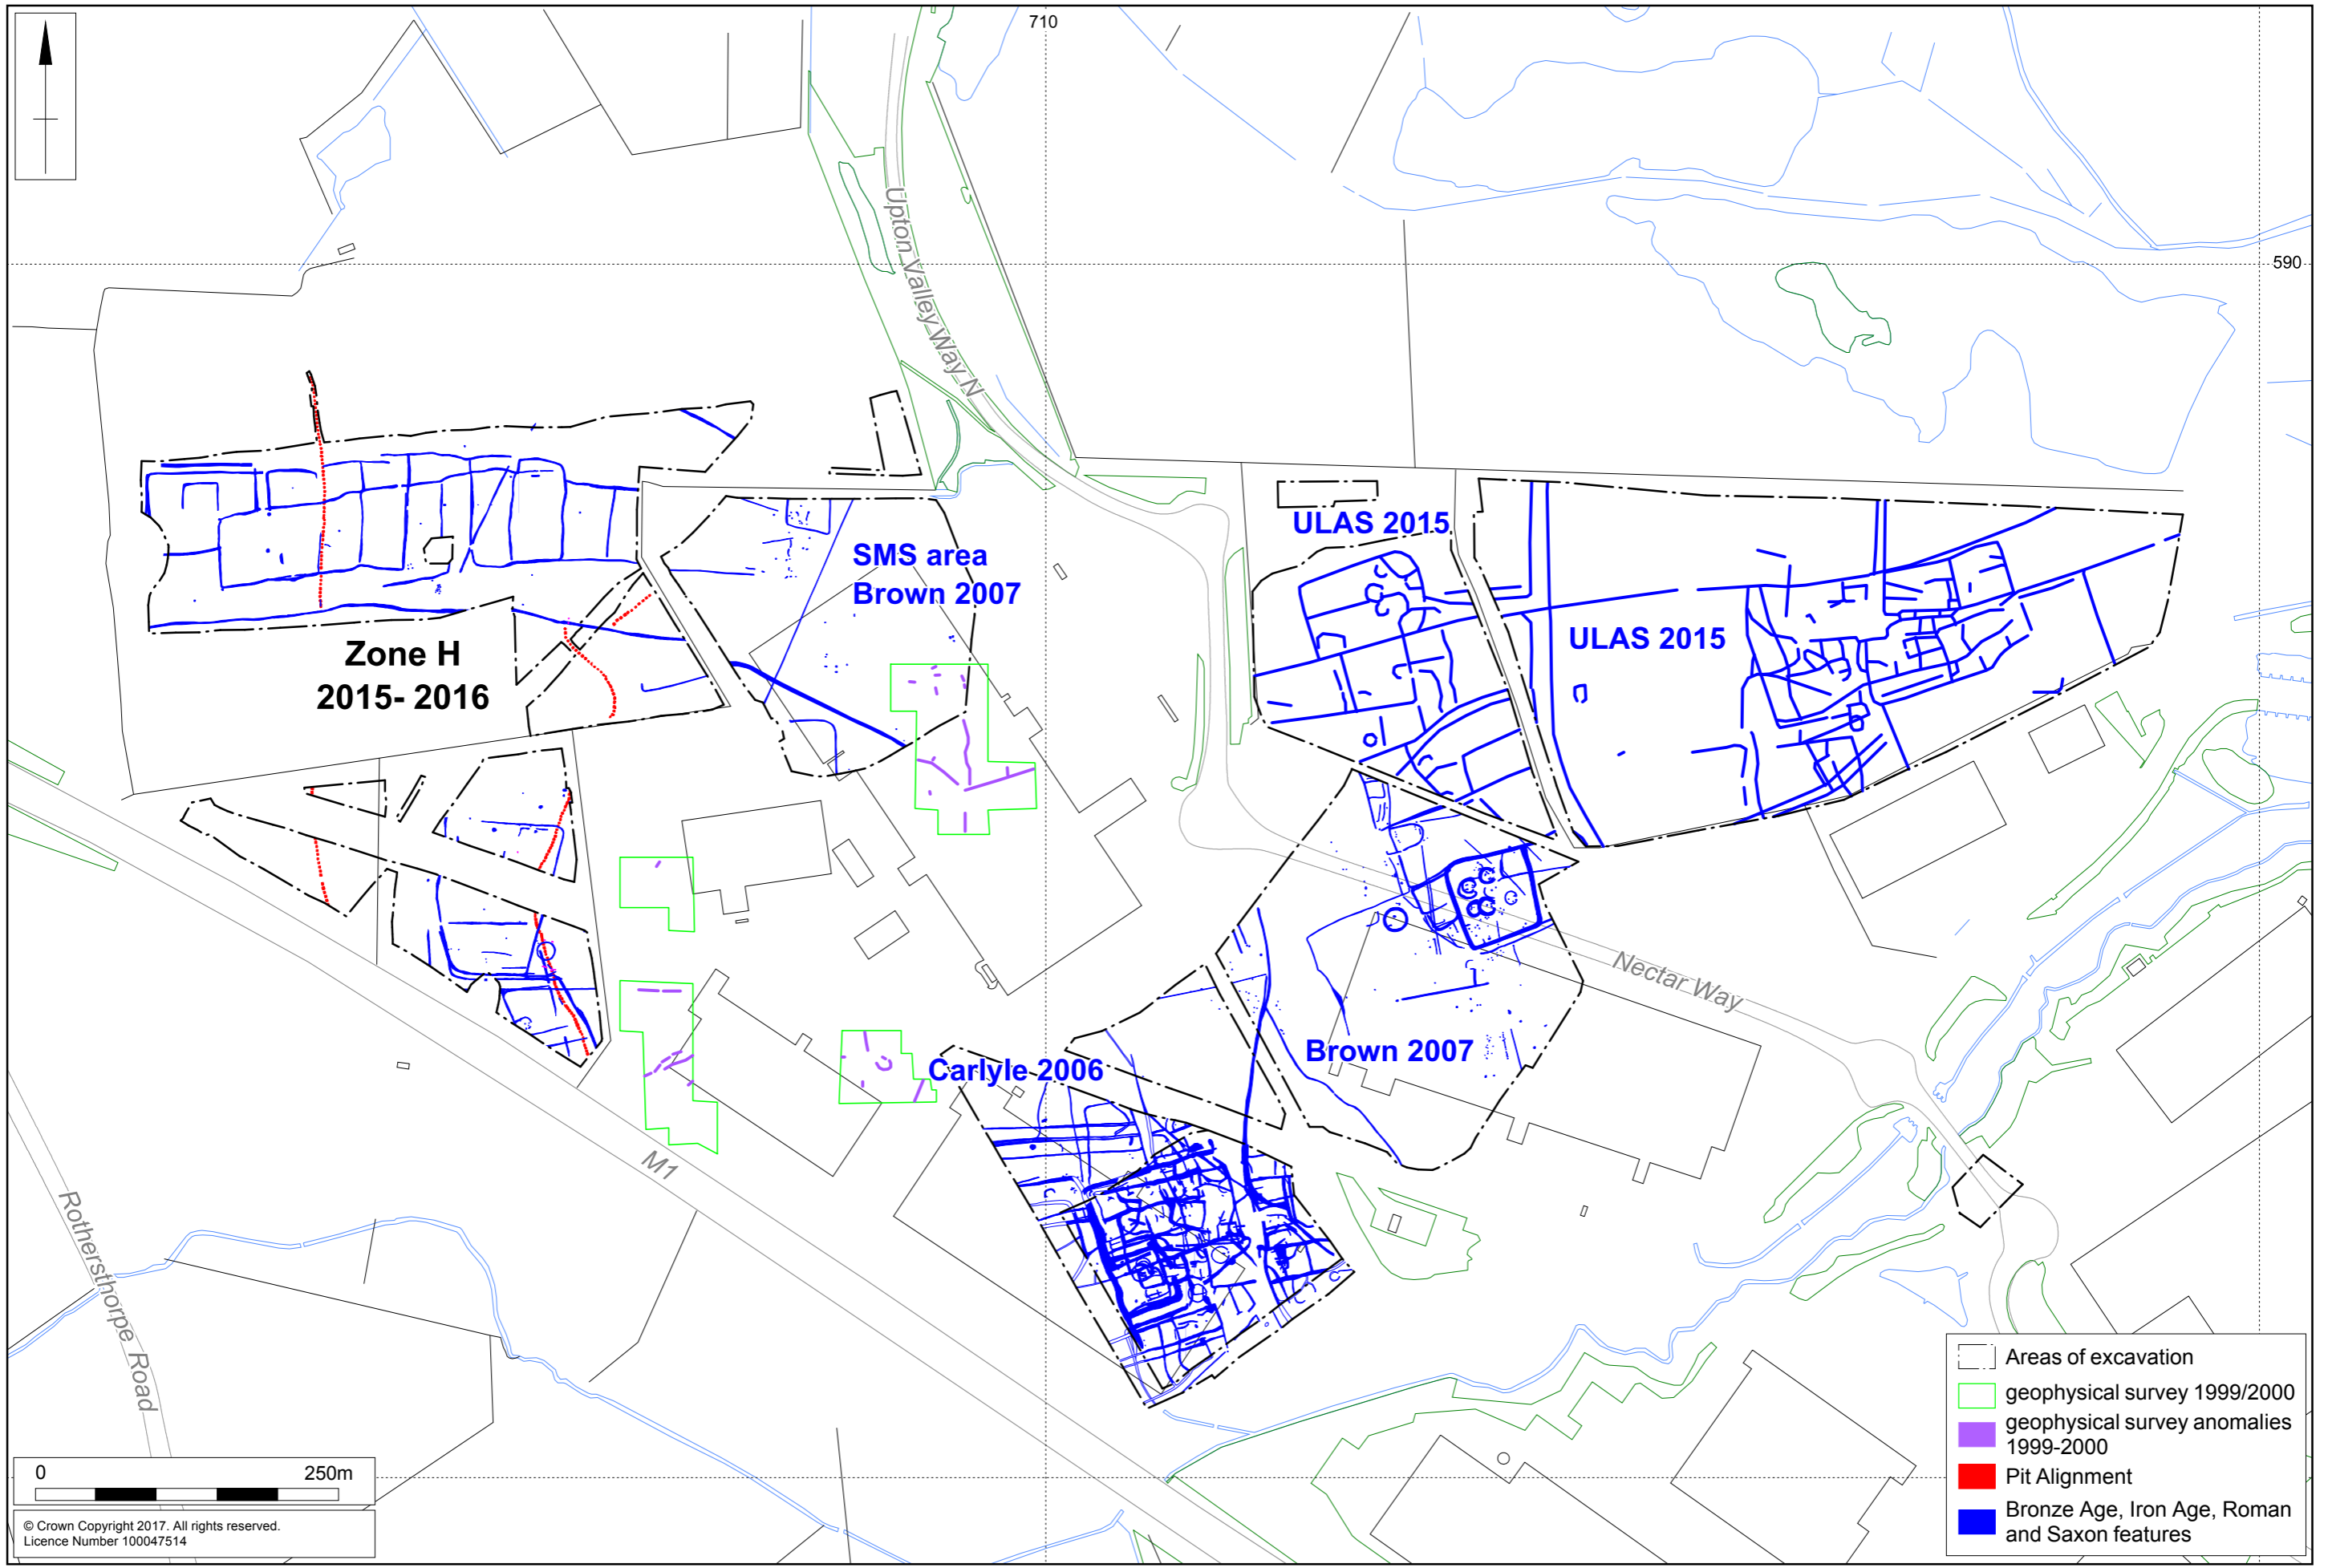 710
590
Upton Valley Way N
ULAS 2015
SMS area
Brown 2007
ULAS 2015
Zone H
2015- 2016
Nectar Way
Brown 2007
Carlyle 2006
M1
Rothersthorpe Road
0 250m
© Crown Copyright 2017. All rights reserved.
Licence Number 100047514
Areas of excavation
geophysical survey 1999/2000
geophysical survey anomalies
1999-2000
Pit Alignment
Bronze Age, Iron Age, Roman
and Saxon features